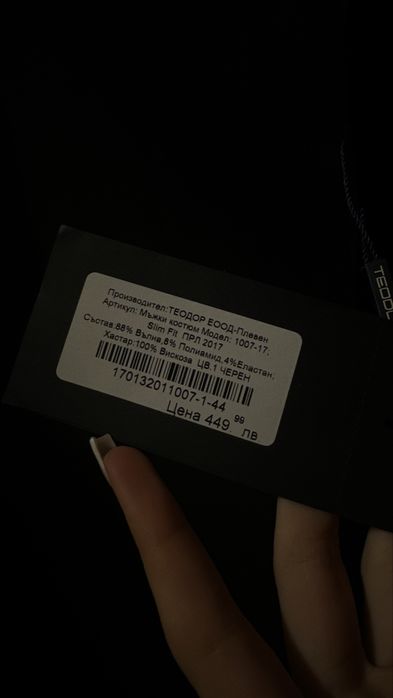 Производител:ТЕОДОР ЕООД-Плевен
Артикул: Мъжки костюм Модел: 1007-17;
Slim Fit ПРЛ 2017
Състав:88% Вълна,8% Полиамид,4%Еластан;
Хастар:100% Вискоза ЦВ.1 ЧЕРЕН
170132011007-1-44
Цена 449 99 лв